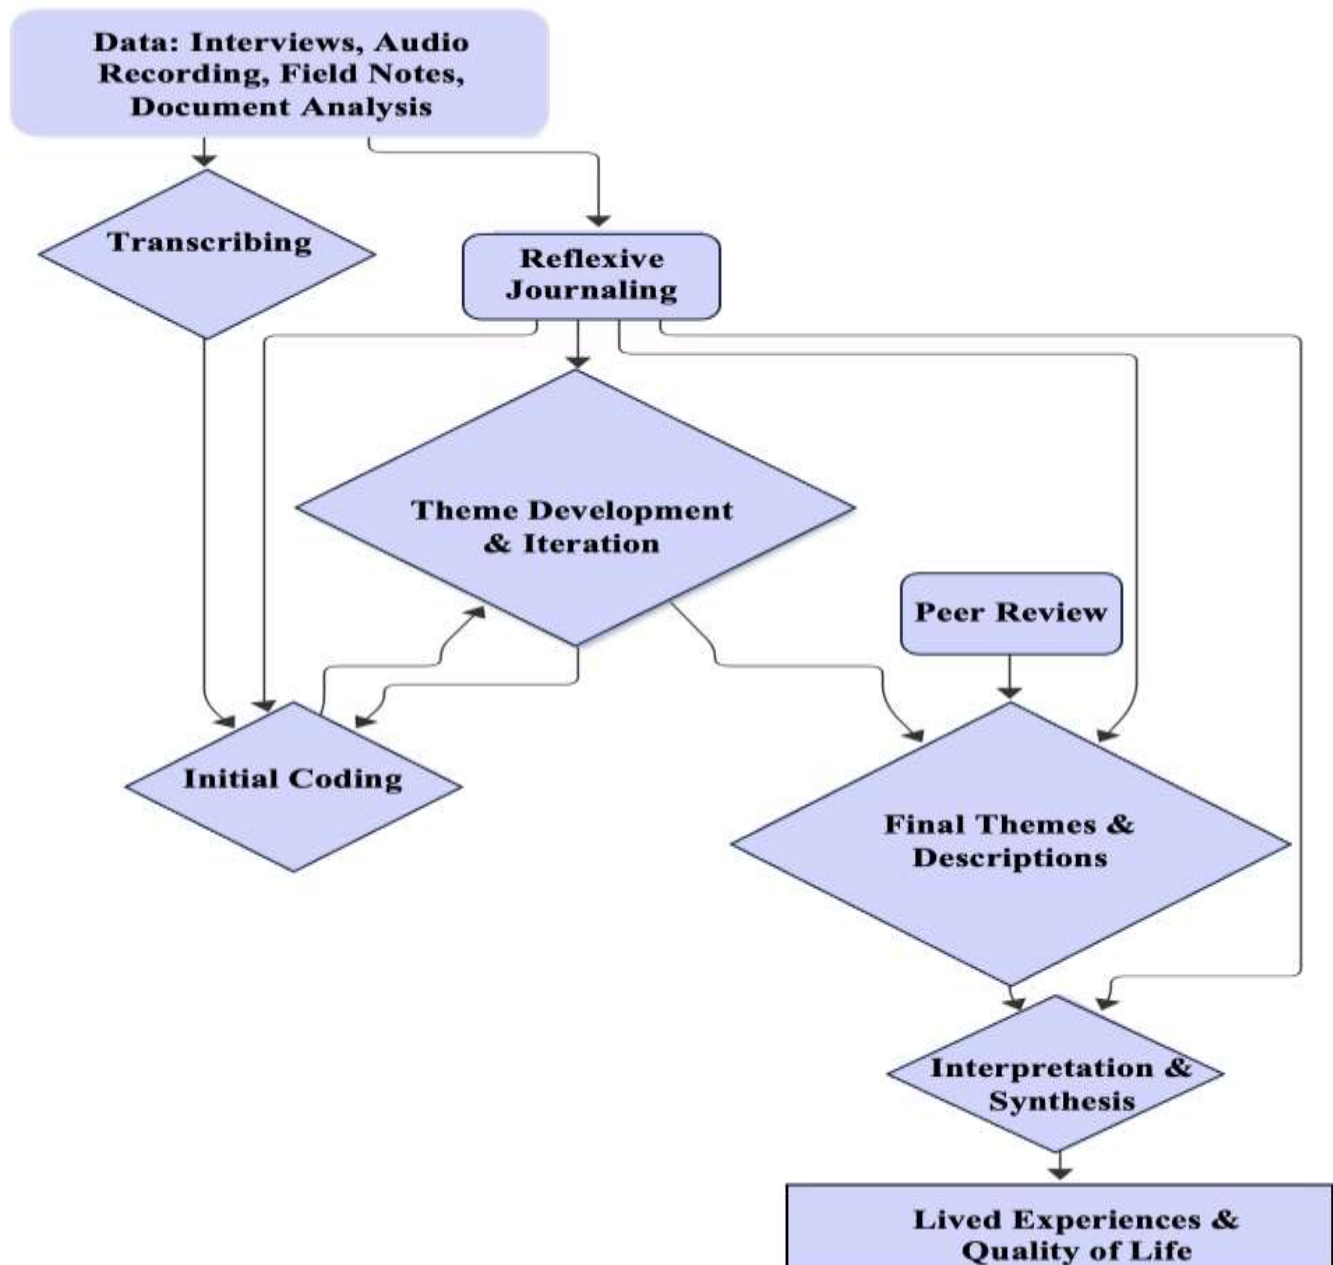 Data: Interviews, Audio
Recording, Field Notes,
Document Analysis
Transcribing
Reflexive
Journaling
Theme Development
& Iteration
Peer Review
Initial Coding
Final Themes &
Descriptions
Interpretation &
Synthesis
Lived Experiences &
Quality of Life